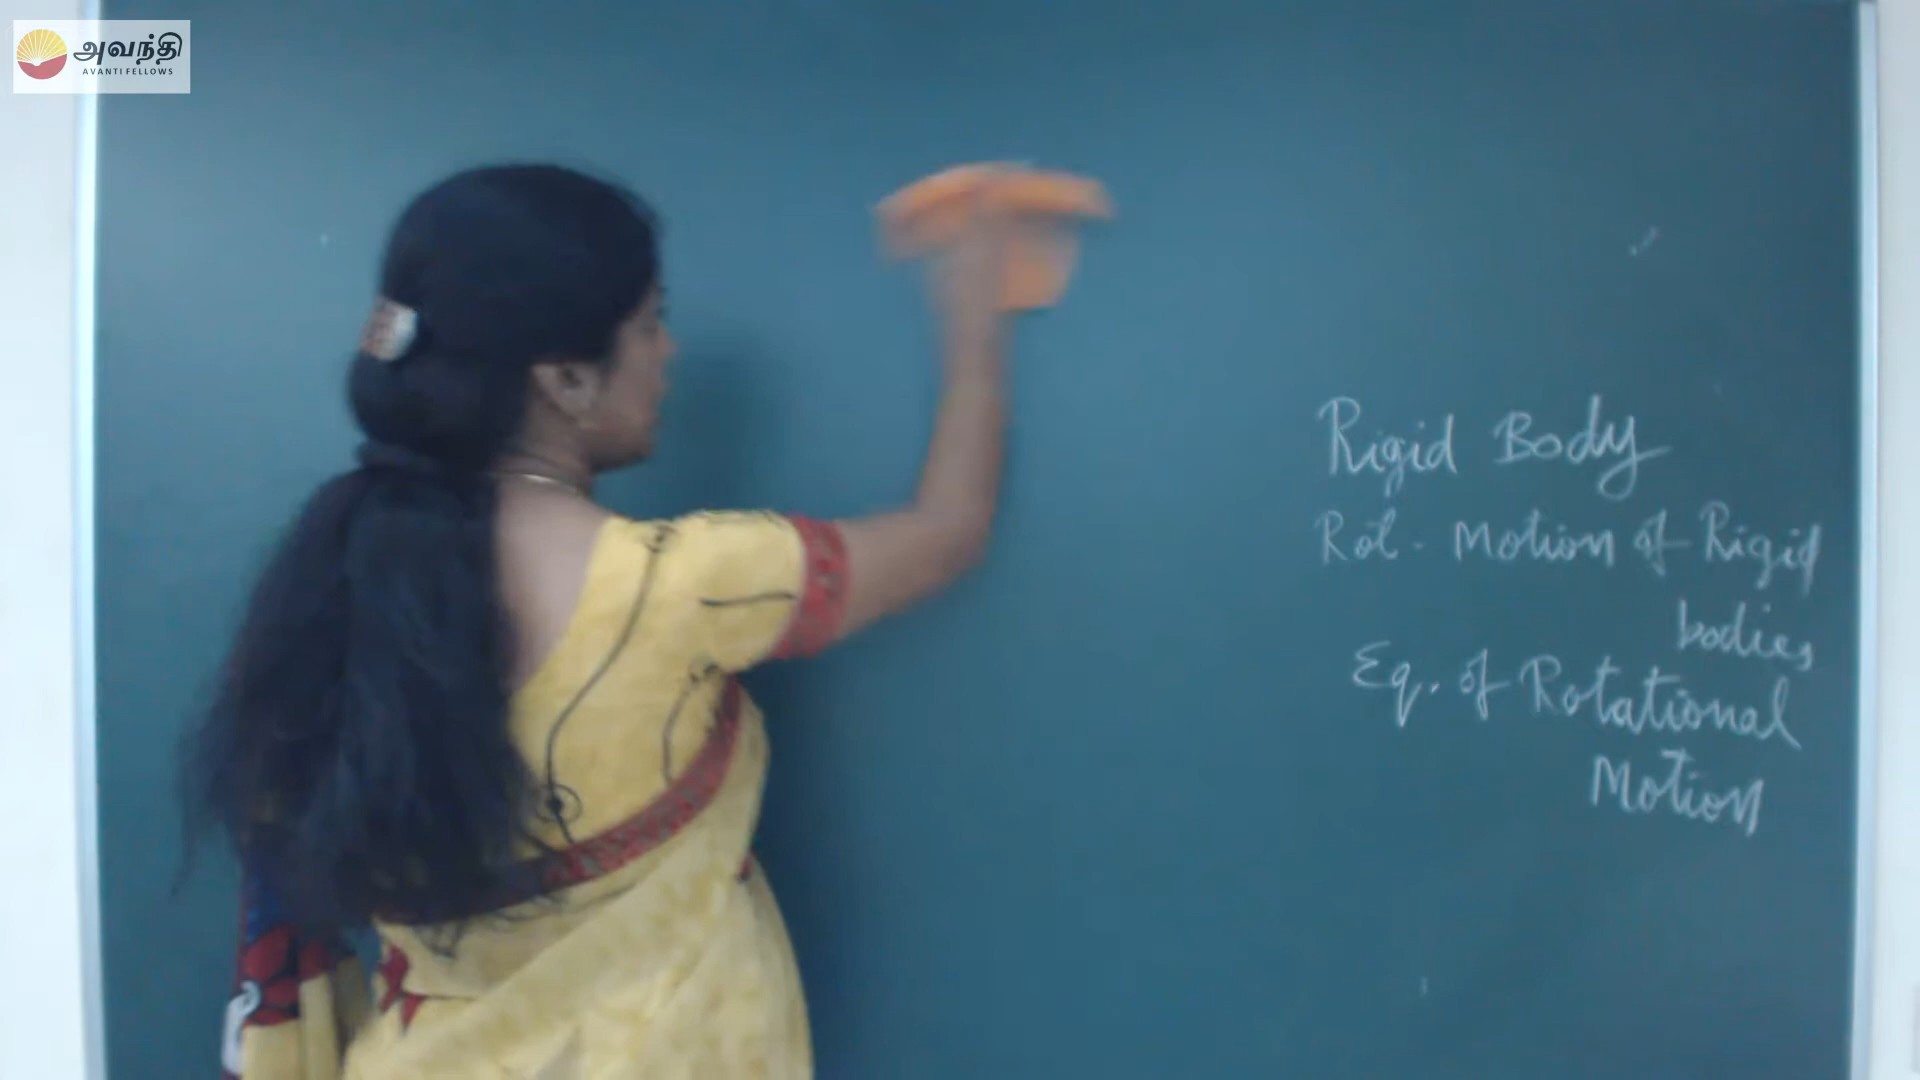 அவந்தி
AVANTI FELLOWS
Rigid Body
Rot. Motion of Rigid
bodies
Eq. of Rotational
Motion